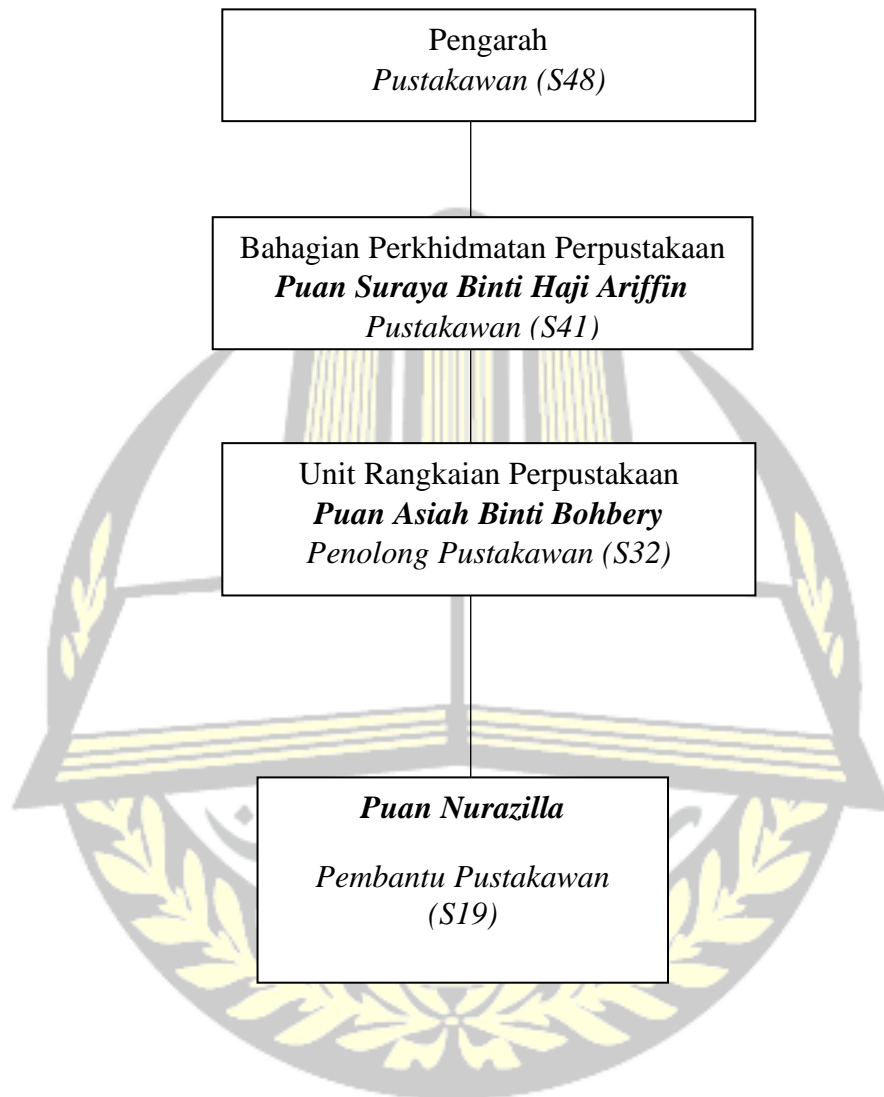 Pengarah
Pustakawan (S48)
Bahagian Perkhidmatan Perpustakaan
Puan Suraya Binti Haji Ariffin
Pustakawan (S41)
Unit Rangkaian Perpustakaan
Puan Asiah Binti Bohbery
Penolong Pustakawan (S32)
Puan Nurazilla
Pembantu Pustakawan
(S19)